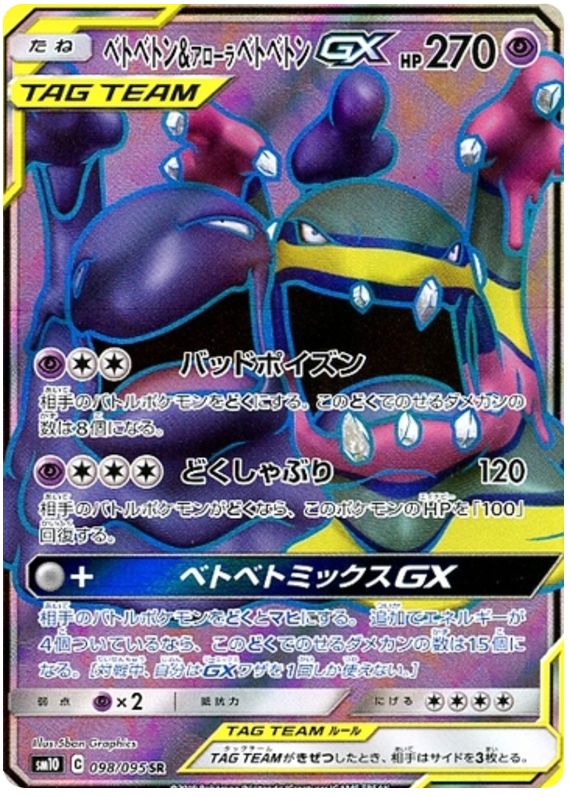 たね ベトベトン&アローラベトベトンGX HP270
TAG TEAM
バッドポイズン
相手のバトルポケモンをどくにする。このどくでのせるダメカンの
数は8個になる。
どくしゃぶり 120
相手のバトルポケモンがどくなら、このポケモンのHPを「100」
回復する。
+ ベトベトミックスGX
相手のバトルポケモンをどくとマヒにする。追加でエネルギーが
4個ついているなら、このどくでのせるダメカンの数は15個に
なる。[対戦中、自分はGXワザを1回しか使えない。]
弱点 ×2 抵抗力 にげる
TAG TEAM ルール
Illus. 5ban Graphics
TAG TEAMがきぜつしたとき、相手はサイドを3枚とる。
sm10 C 098/095 SR